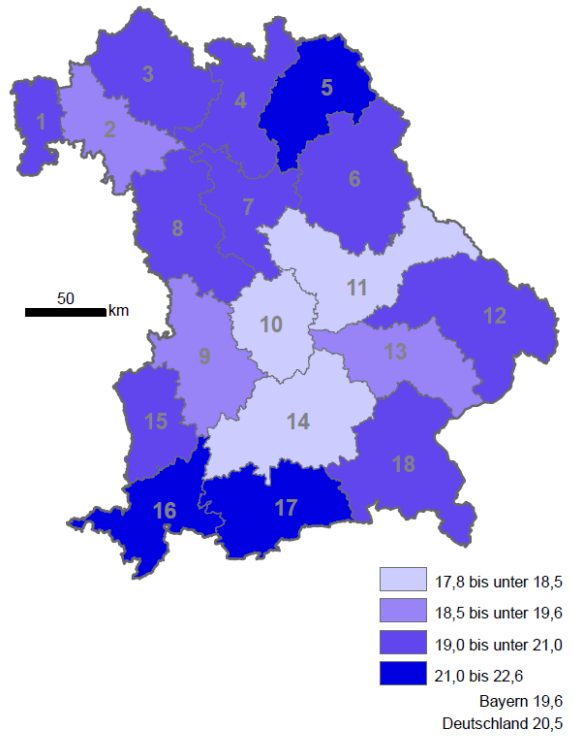 3
4
5
1
2
6
7
8
11
50
km
10
12
13
9
15
14
18
16
17
17,8 bis unter 18,5
18,5 bis unter 19,6
19,0 bis unter 21,0
21,0 bis 22,6
Bayern 19,6
Deutschland 20,5